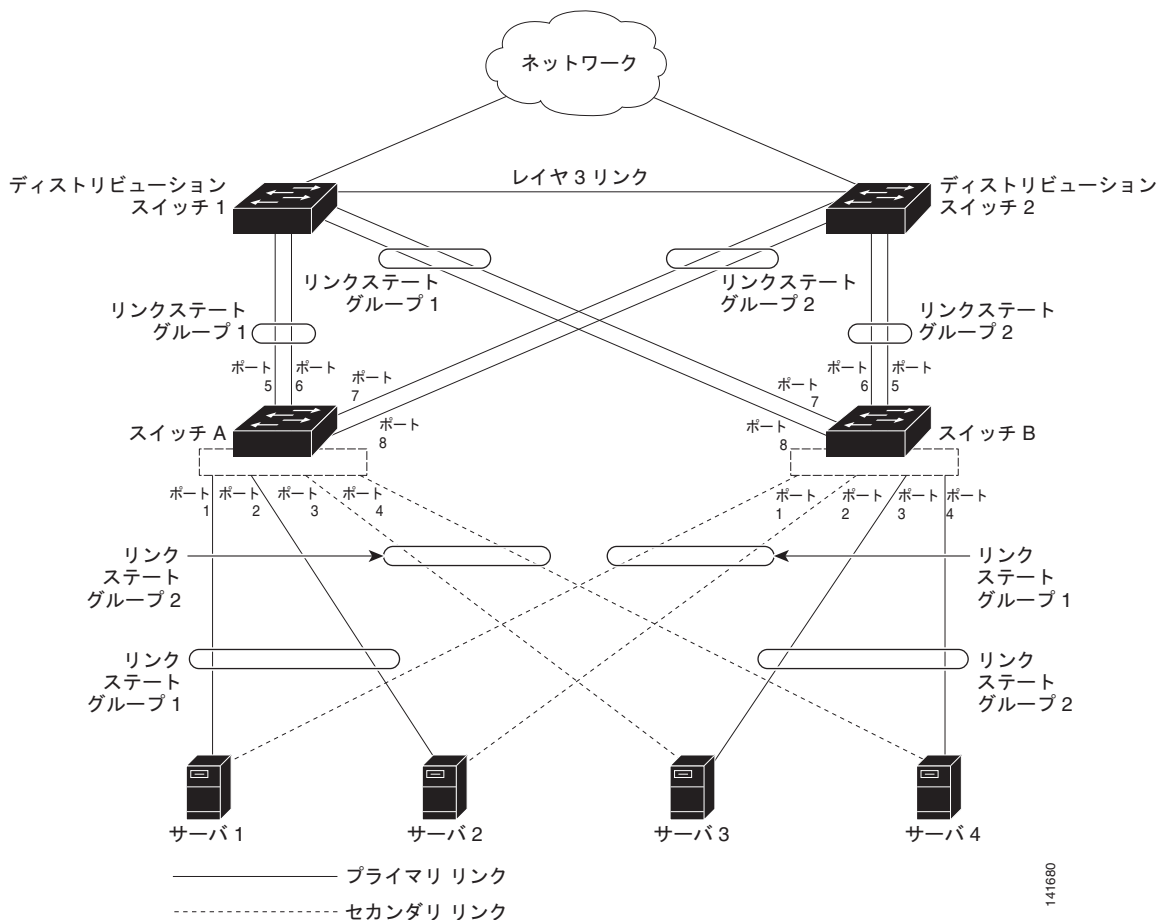 ネットワーク
レイヤ 3 リンク
ディストリビューション
スイッチ 1
ディストリビューション
スイッチ 2
リンクステート
グループ 1
リンクステート
グループ 2
リンクステート
グループ 1
リンクステート
グループ 2
ポート
5
ポート
6
ポート
7
ポート
8
ポート
7
ポート
6
ポート
5
ポート
8
スイッチ A
スイッチ B
ポート
1
ポート
2
ポート
3
ポート
4
ポート
1
ポート
2
ポート
3
ポート
4
リンク
ステート
グループ 2
リンク
ステート
グループ 1
リンク
ステート
グループ 1
リンク
ステート
グループ 2
サーバ 1
サーバ 2
サーバ 3
サーバ 4
プライマリ リンク
セカンダリ リンク
141680